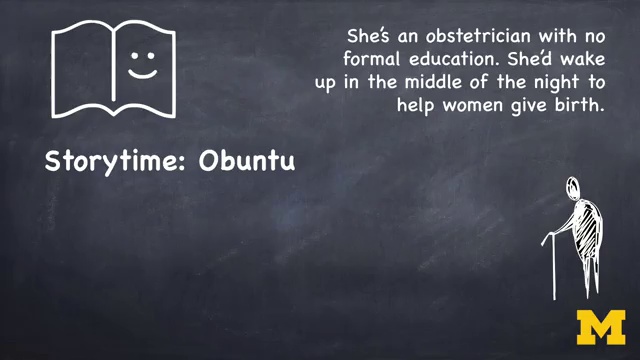 She's an obstetrician with no
formal education. She'd wake
up in the middle of the night to
help women give birth.
Storytime: Obuntu
M